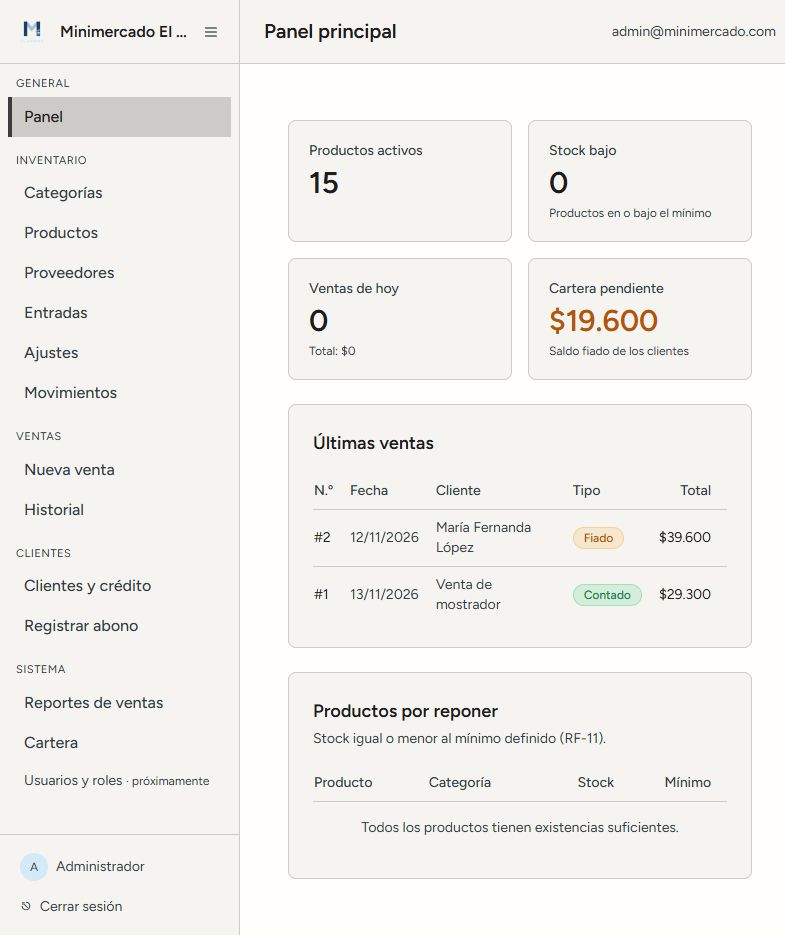 Minimercado El ...
GENERAL
Panel
INVENTARIO
Categorías
Productos
Proveedores
Entradas
Ajustes
Movimientos
VENTAS
Nueva venta
Historial
CLIENTES
Clientes y crédito
Registrar abono
SISTEMA
Reportes de ventas
Cartera
Usuarios y roles · próximamente
A Administrador
Cerrar sesión
Panel principal
admin@minimercado.com
Productos activos
15
Stock bajo
0
Productos en o bajo el mínimo
Ventas de hoy
0
Total: $0
Cartera pendiente
$19.600
Saldo fiado de los clientes
Últimas ventas
N.º Fecha Cliente Tipo Total
#2 12/11/2026 María Fernanda López Fiado $39.600
#1 13/11/2026 Venta de mostrador Contado $29.300
Productos por reponer
Stock igual o menor al mínimo definido (RF-11).
Producto Categoría Stock Mínimo
Todos los productos tienen existencias suficientes.